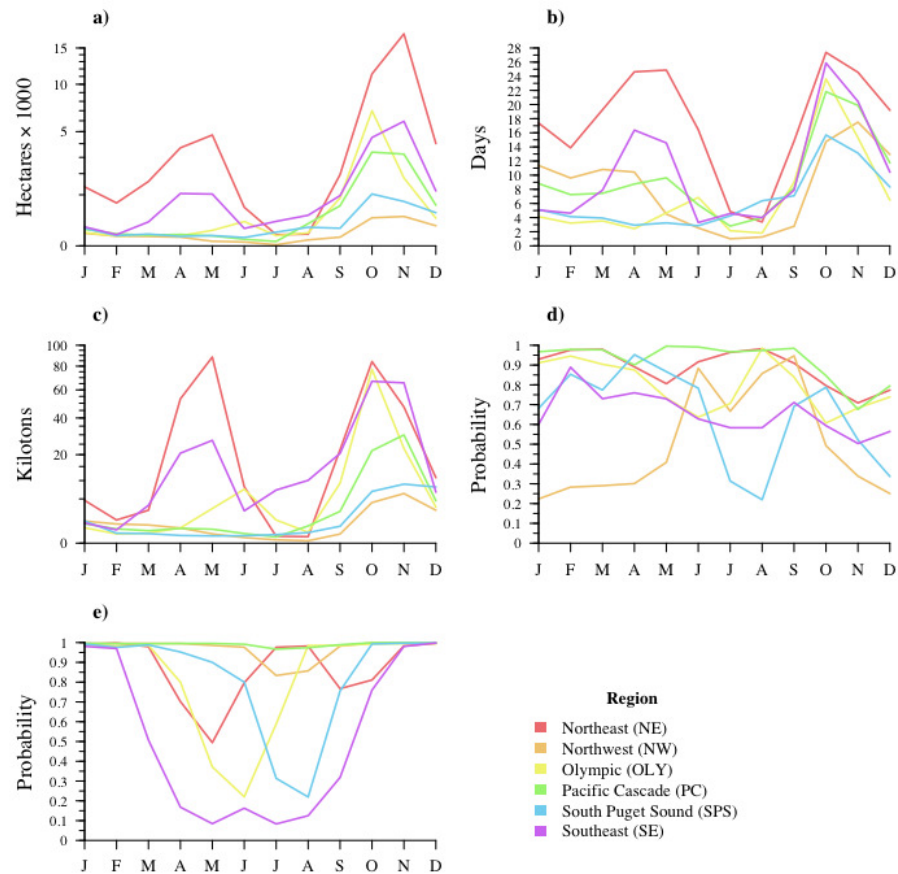 a)
Hectares × 1000
15
10
5
0
J F M A M J J A S O N D
b)
Days
28
26
24
22
20
18
16
14
12
10
8
6
4
2
0
J F M A M J J A S O N D
c)
Kilotons
100
80
60
40
20
0
J F M A M J J A S O N D
d)
Probability
1
0.9
0.8
0.7
0.6
0.5
0.4
0.3
0.2
0.1
0
J F M A M J J A S O N D
e)
Probability
1
0.9
0.8
0.7
0.6
0.5
0.4
0.3
0.2
0.1
0
J F M A M J J A S O N D
Region
Northeast (NE)
Northwest (NW)
Olympic (OLY)
Pacific Cascade (PC)
South Puget Sound (SPS)
Southeast (SE)